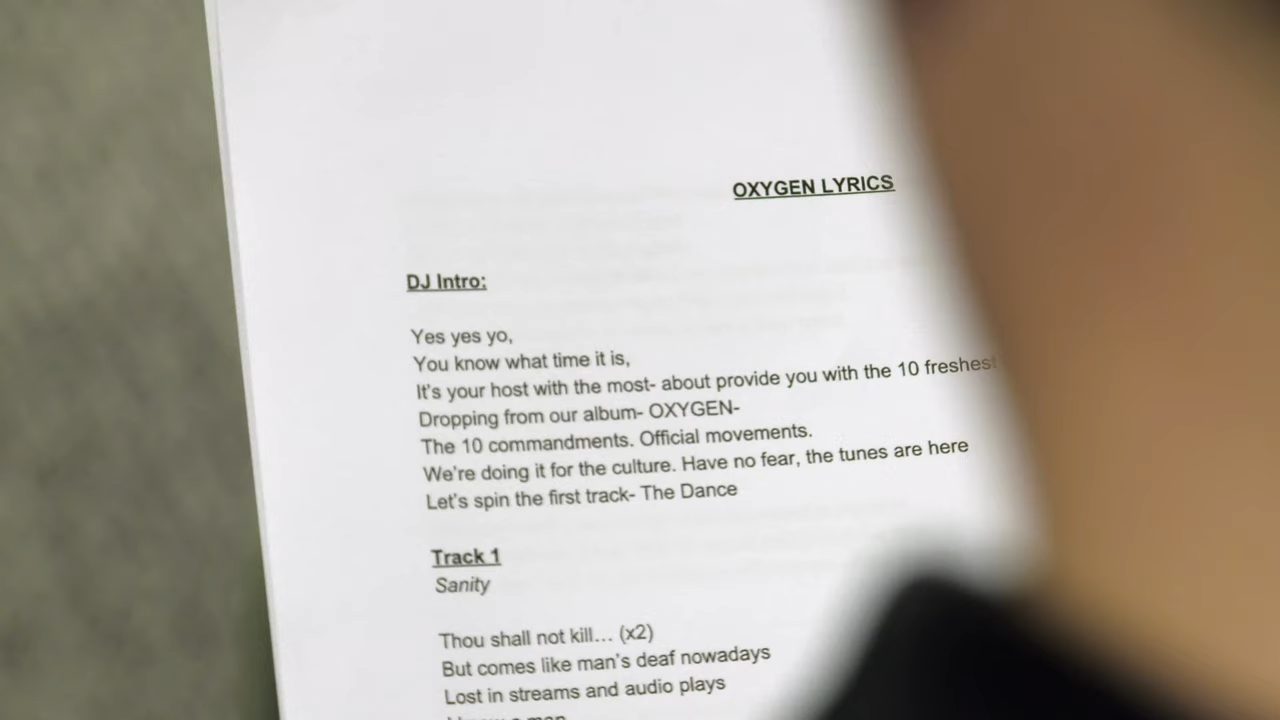 OXYGEN LYRICS
DJ Intro:
Yes yes yo,
You know what time it is,
It's your host with the most- about provide you with the 10 freshest
Dropping from our album- OXYGEN-
The 10 commandments. Official movements.
We're doing it for the culture. Have no fear, the tunes are here
Let's spin the first track- The Dance
Track 1
Sanity
Thou shall not kill... (x2)
But comes like man's deaf nowadays
Lost in streams and audio plays